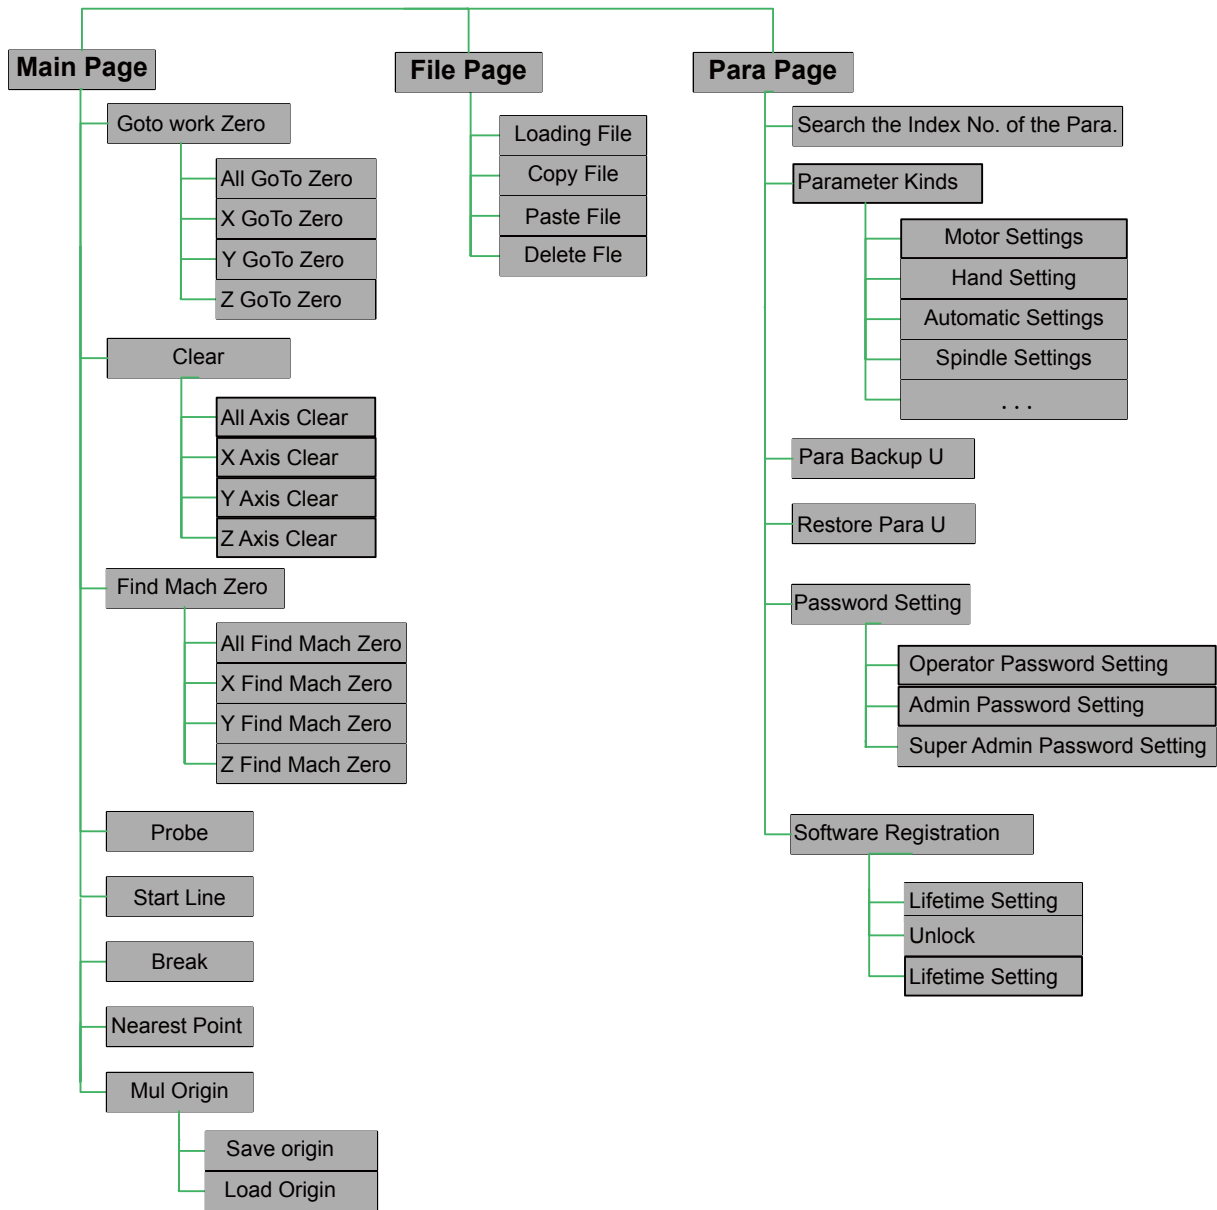 Main Page
Goto work Zero
All GoTo Zero
X GoTo Zero
Y GoTo Zero
Z GoTo Zero
Clear
All Axis Clear
X Axis Clear
Y Axis Clear
Z Axis Clear
Find Mach Zero
All Find Mach Zero
X Find Mach Zero
Y Find Mach Zero
Z Find Mach Zero
Probe
Start Line
Break
Nearest Point
Mul Origin
Save origin
Load Origin
File Page
Loading File
Copy File
Paste File
Delete Fle
Para Page
Search the Index No. of the Para.
Parameter Kinds
Motor Settings
Hand Setting
Automatic Settings
Spindle Settings
. . .
Para Backup U
Restore Para U
Password Setting
Operator Password Setting
Admin Password Setting
Super Admin Password Setting
Software Registration
Lifetime Setting
Unlock
Lifetime Setting